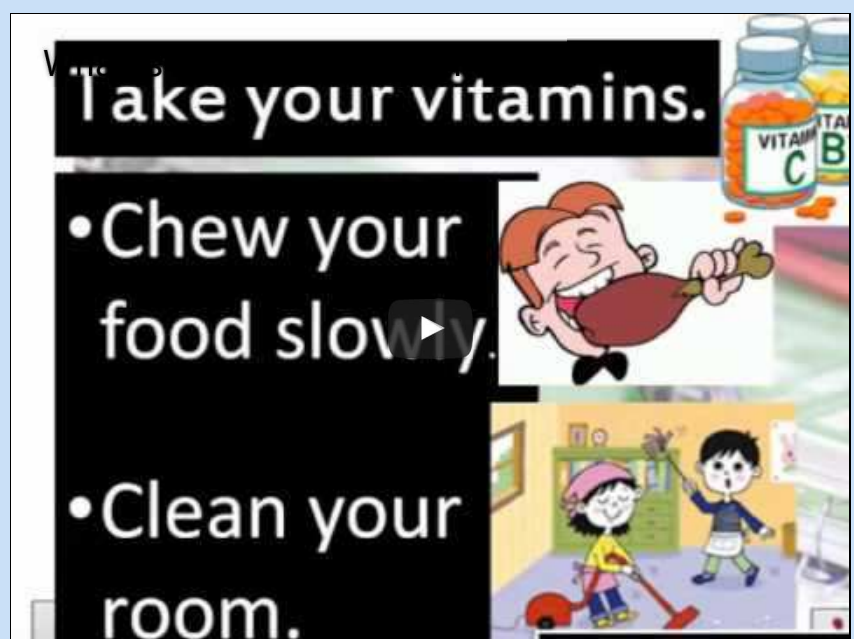 Take your vitamins.
VITAMIN
C
B
•Chew your
food slowly.
•Clean your
room.